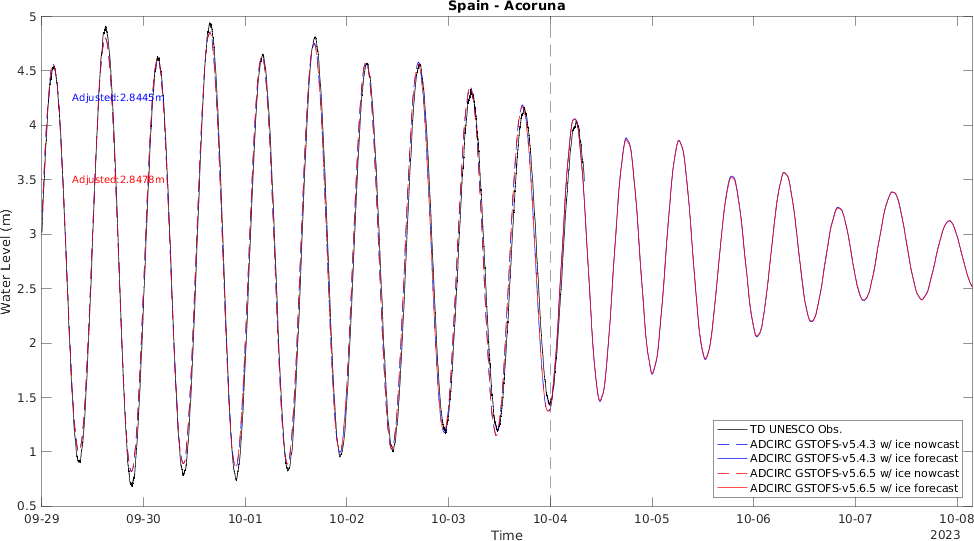 Spain - Acoruna
5
4.5
4
3.5
3
2.5
2
1.5
1
0.5
Water Level (m)
Adjusted:2.8445m
Adjusted:2.8478m
TD UNESCO Obs.
ADCIRC GSTOFS-v5.4.3 w/ ice nowcast
ADCIRC GSTOFS-v5.4.3 w/ ice forecast
ADCIRC GSTOFS-v5.6.5 w/ ice nowcast
ADCIRC GSTOFS-v5.6.5 w/ ice forecast
09-29 09-30 10-01 10-02 10-03 10-04 10-05 10-06 10-07 10-08
Time
2023